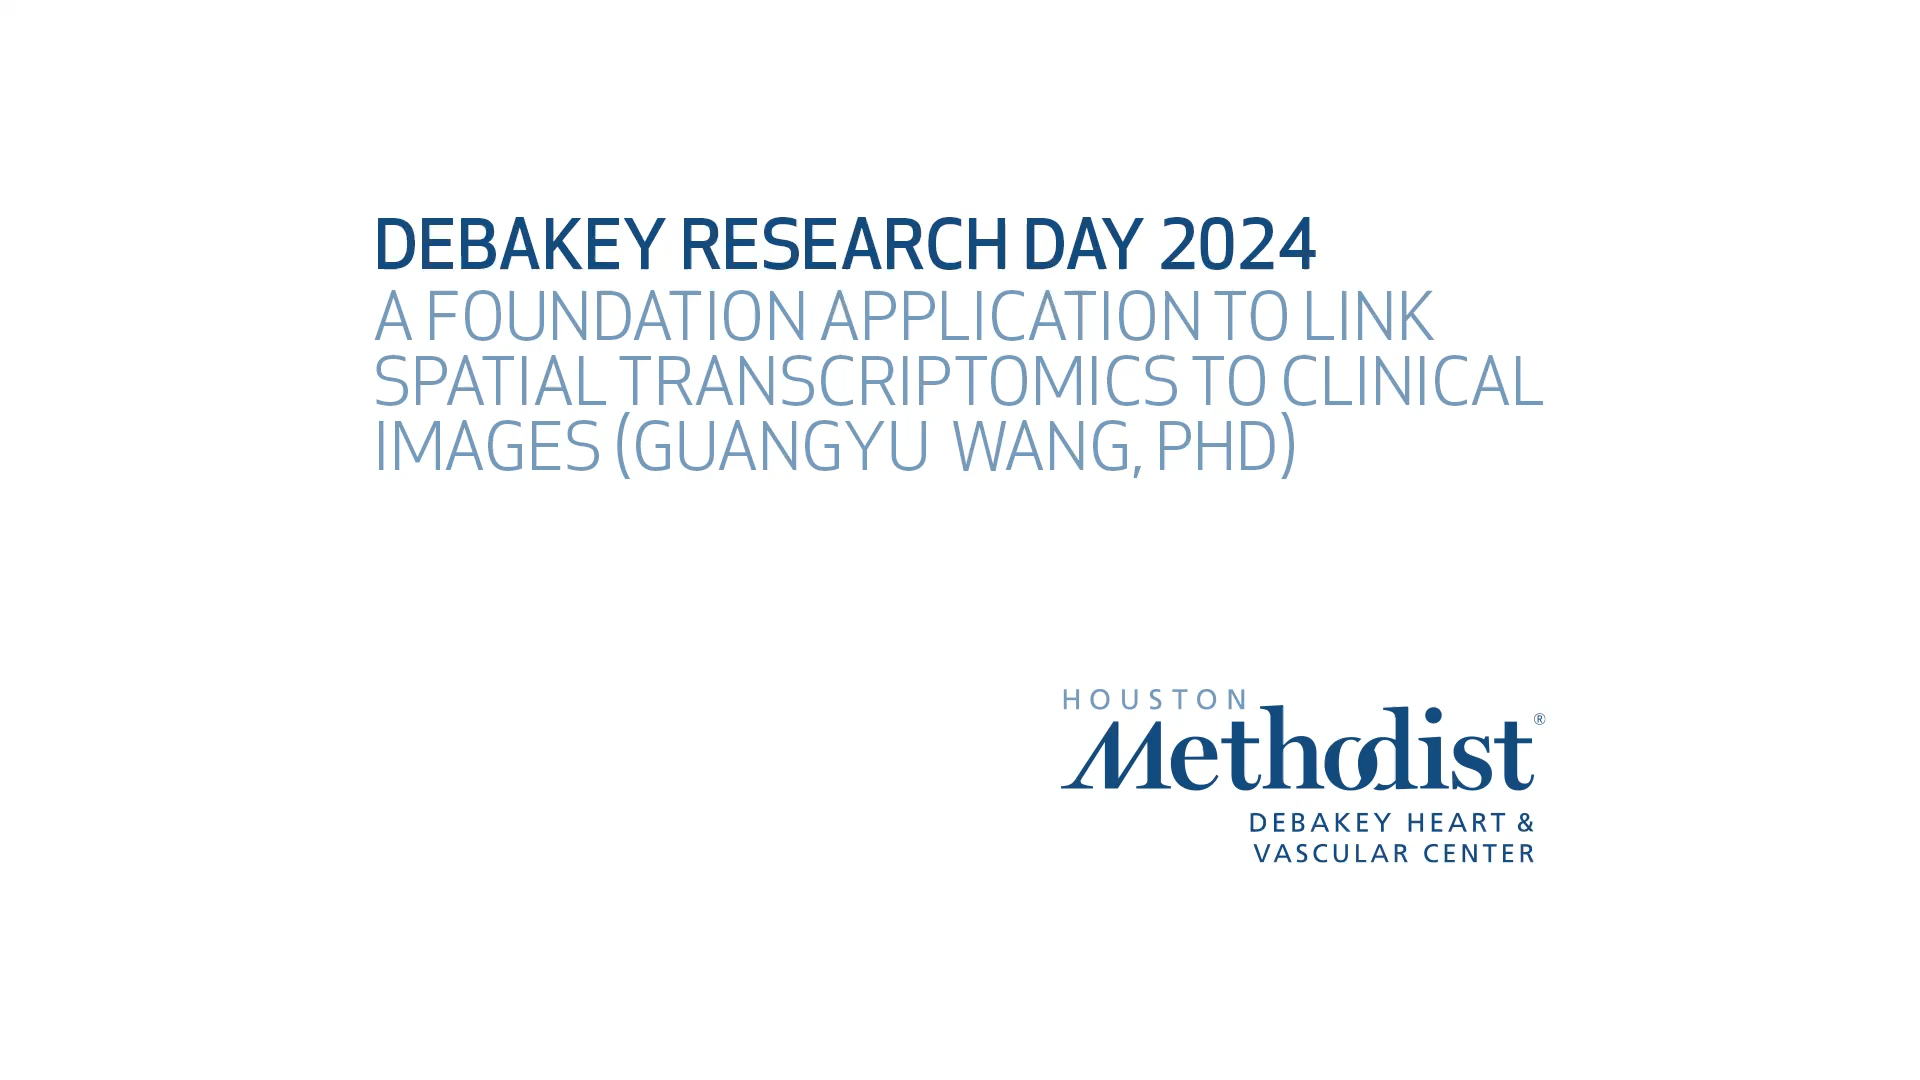 DEBAKEY RESEARCH DAY 2024
A FOUNDATION APPLICATION TO LINK
SPATIAL TRANSCRIPTOMICS TO CLINICAL
IMAGES (GUANGYU WANG, PHD)
HOUSTON
Methodist®
DEBAKEY HEART &
VASCULAR CENTER